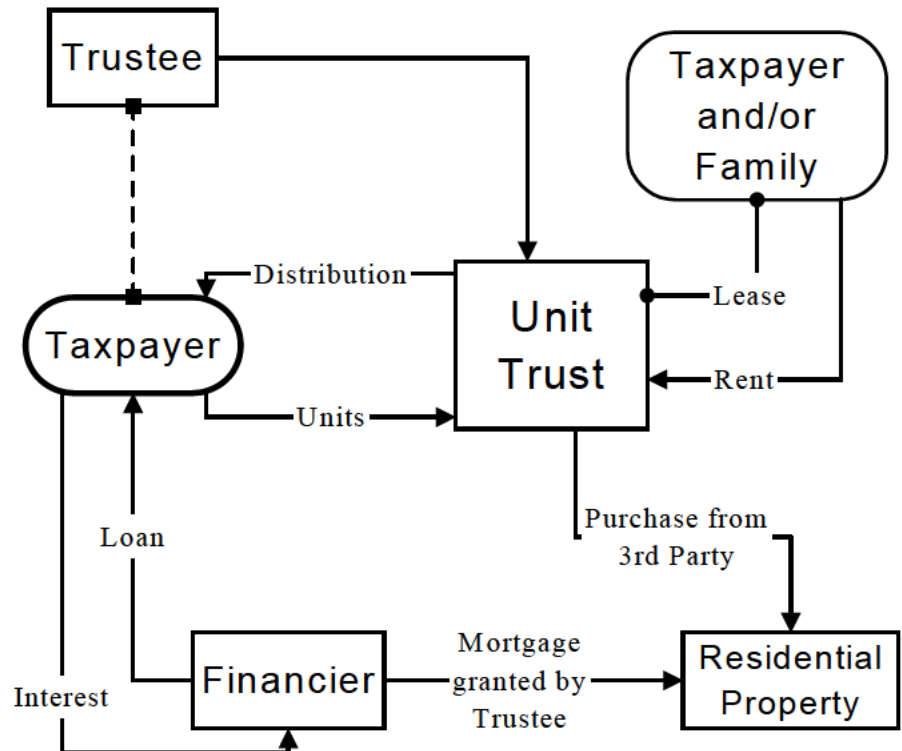 Trustee
Taxpayer
and/or
Family
Distribution
Unit
Trust
Lease
Taxpayer
Rent
Units
Purchase from
3rd Party
Loan
Mortgage
granted by
Trustee
Financier
Residential
Property
Interest